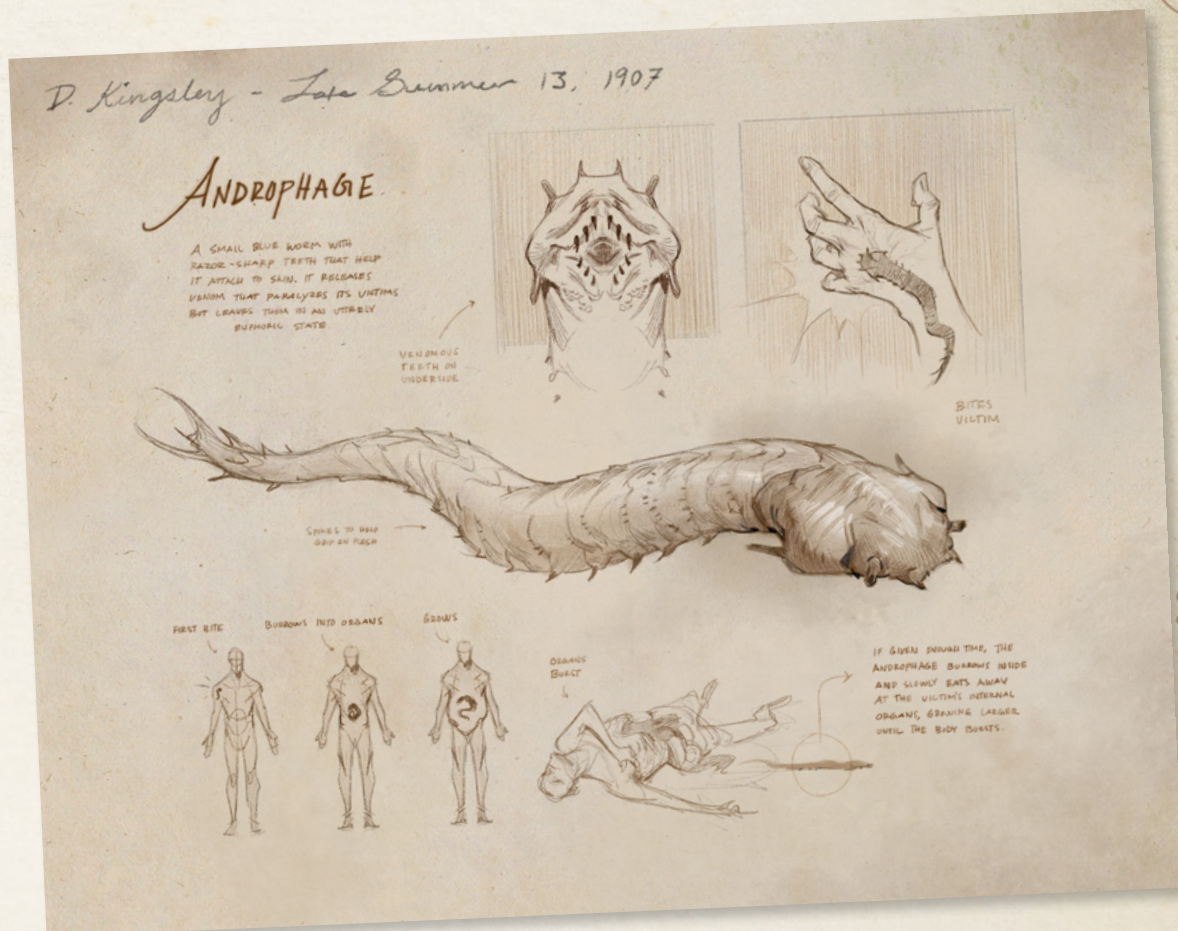 D. Kingsley - Late Summer 13, 1907
ANDROPHAGE
A SMALL BLUE WORM WITH
RAZOR-SHARP TEETH THAT HELP
IT ATTACH TO SKIN. IT RELEASES
VENOM THAT PARALYZES ITS VICTIMS
BUT LEAVES THEM IN AN UTTERLY
EUPHORIC STATE.
VENOMOUS
TEETH ON
UNDERSIDE
BITES
VICTIM
SPIKES TO HELP
GRIP ON FLESH
FIRST BITE
BURROWS INTO ORGANS
GROWS
ORGANS
BURST
IF GIVEN ENOUGH TIME, THE
ANDROPHAGE BURROWS INSIDE
AND SLOWLY EATS AWAY
AT THE VICTIM'S INTERNAL
ORGANS, GROWING LARGER
UNTIL THE BODY BURSTS.